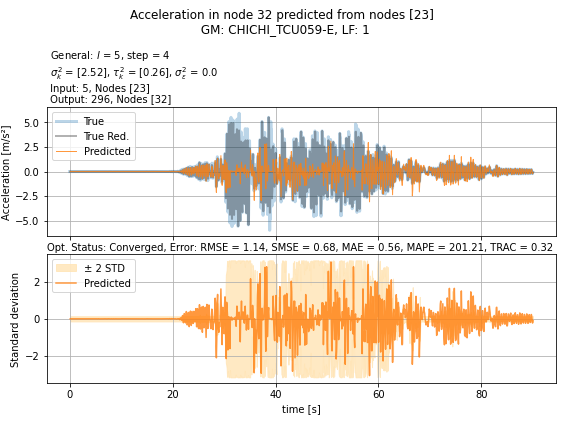 Acceleration in node 32 predicted from nodes [23]
GM: CHICHI_TCU059-E, LF: 1
General: l = 5, step = 4
σ²ₖ = [2.52], τ²ₖ = [0.26], σ²ε = 0.0
Input: 5, Nodes [23]
Output: 296, Nodes [32]
Acceleration [m/s²]
5.0
2.5
0.0
−2.5
−5.0
True
True Red.
Predicted
Opt. Status: Converged, Error: RMSE = 1.14, SMSE = 0.68, MAE = 0.56, MAPE = 201.21, TRAC = 0.32
Standard deviation
2
0
−2
± 2 STD
Predicted
0 20 40 60 80
time [s]